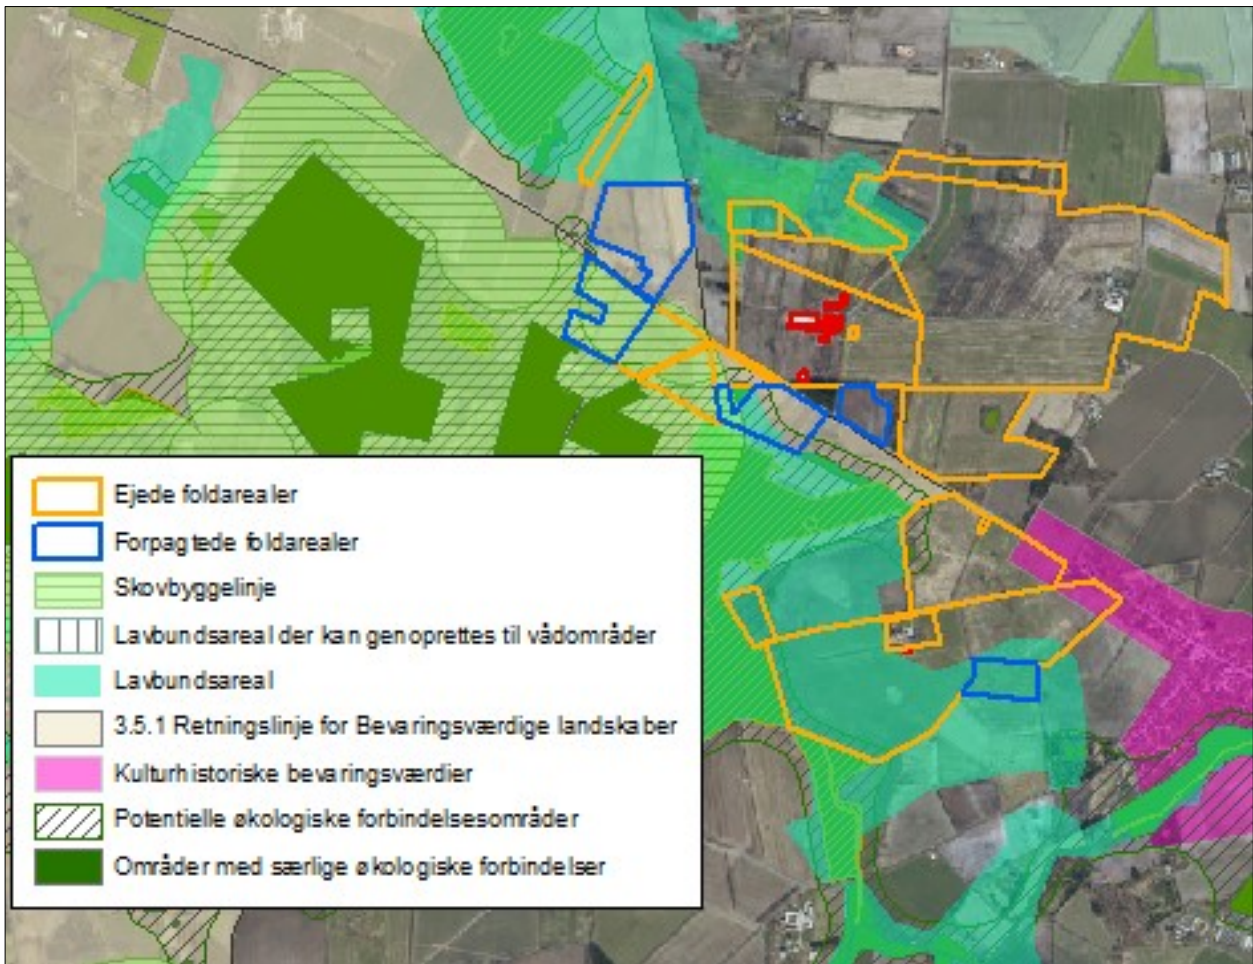 Ejede foldarealer
Forpagtede foldarealer
Skovbyggelinje
Lavbundsareal der kan genoprettes til vådområder
Lavbundsareal
3.5.1 Retningslinje for Bevaringsværdige landskaber
Kulturhistoriske bevaringsværdier
Potentielle økologiske forbindelsesområder
Områder med særlige økologiske forbindelser